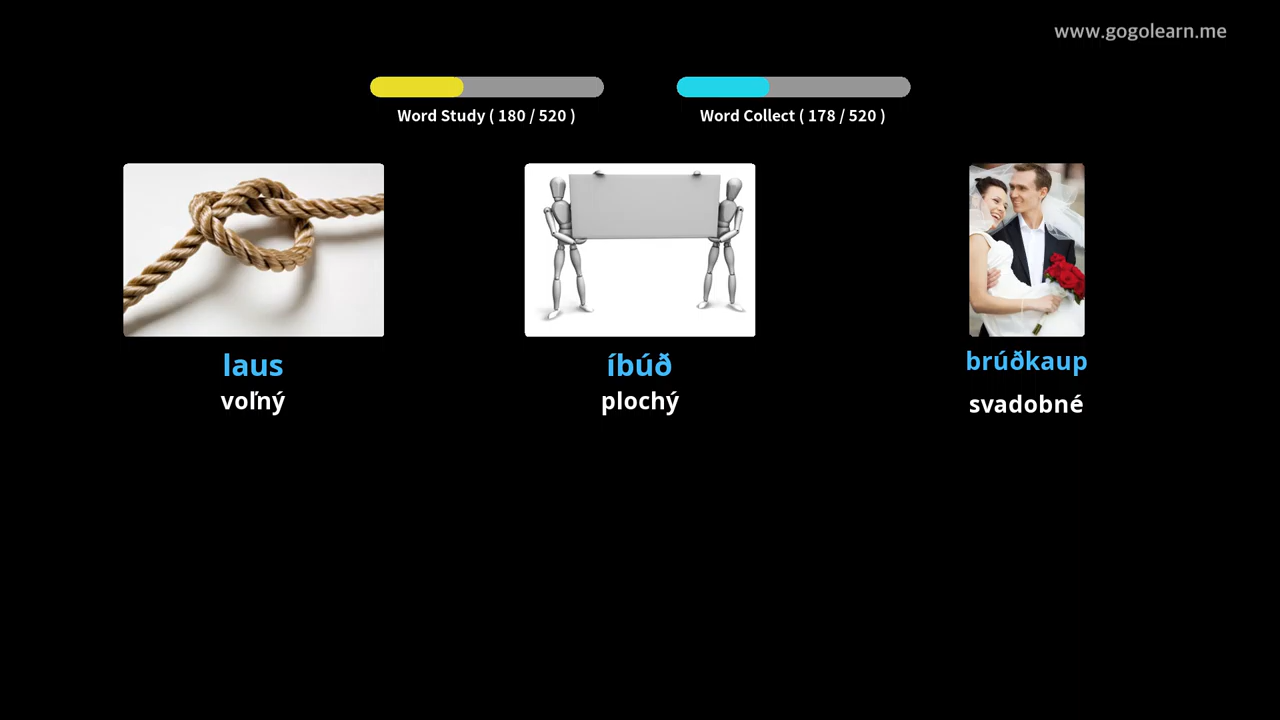 www.gogolearn.me
Word Study ( 180 / 520 )
Word Collect ( 178 / 520 )
laus
voľný
íbúð
plochý
brúðkaup
svadobné